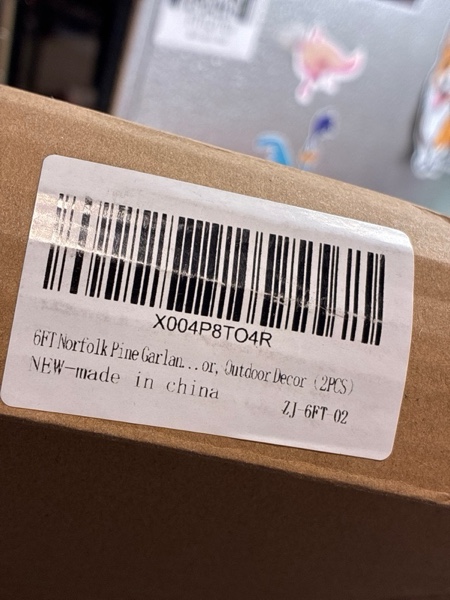 X004P8TO4R
6FT Norfolk Pine Garlan...or, Outdoor Decor (2PCS)
NEW-made in china
ZJ-6FT-02